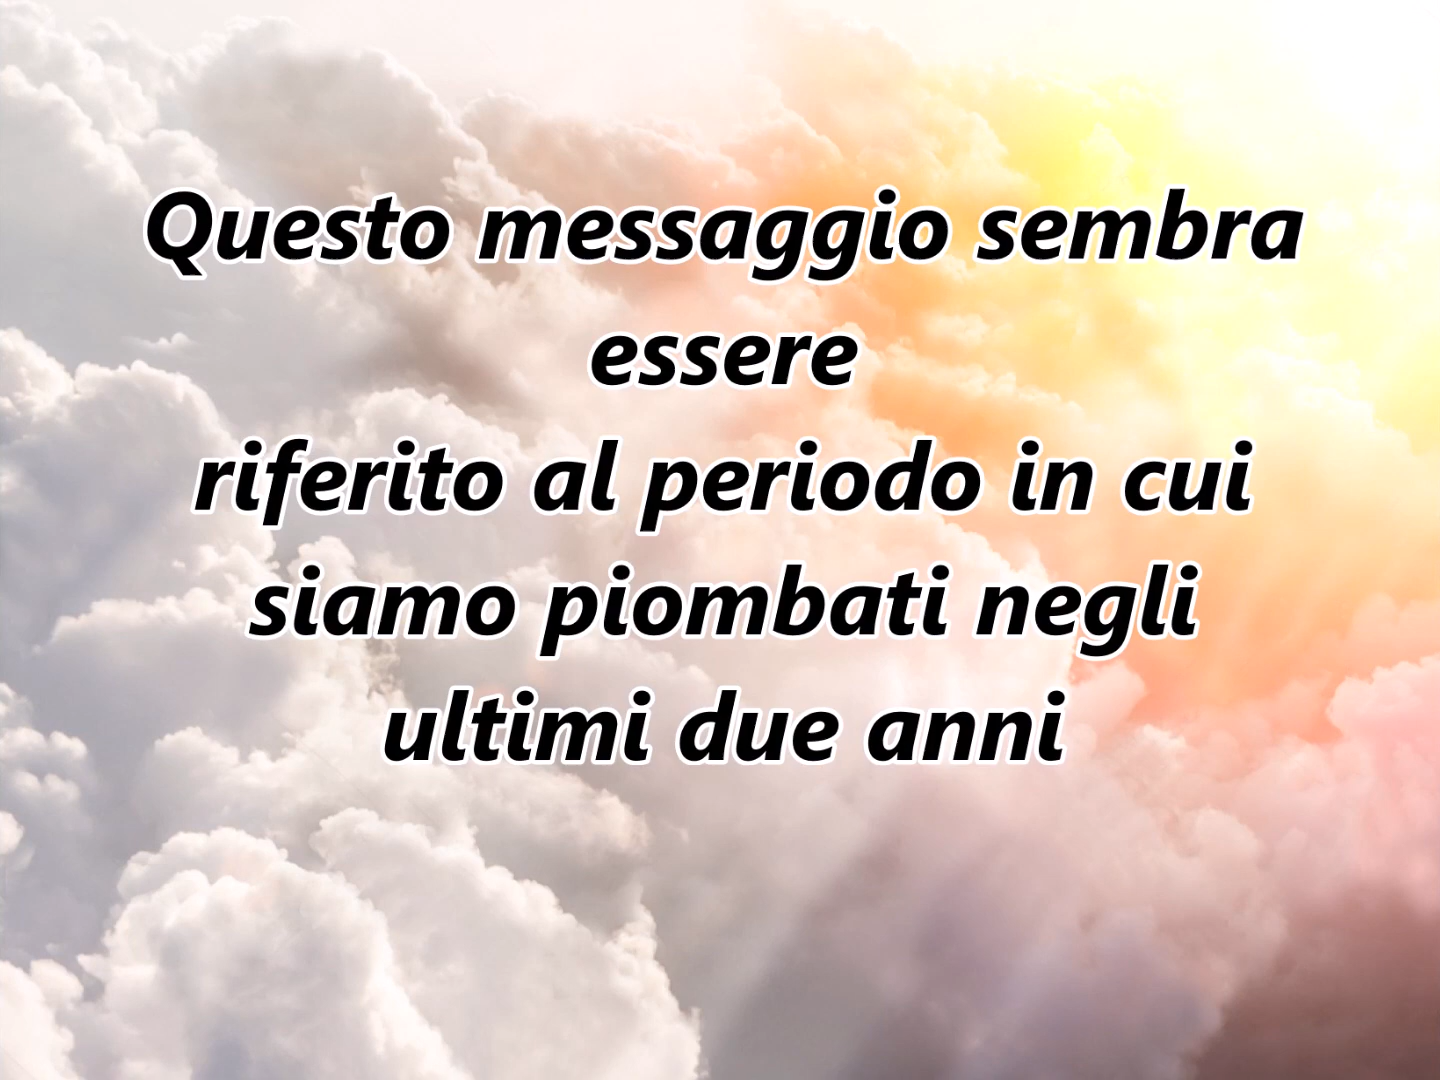 Questo messaggio sembra
essere
riferito al periodo in cui
siamo piombati negli
ultimi due anni